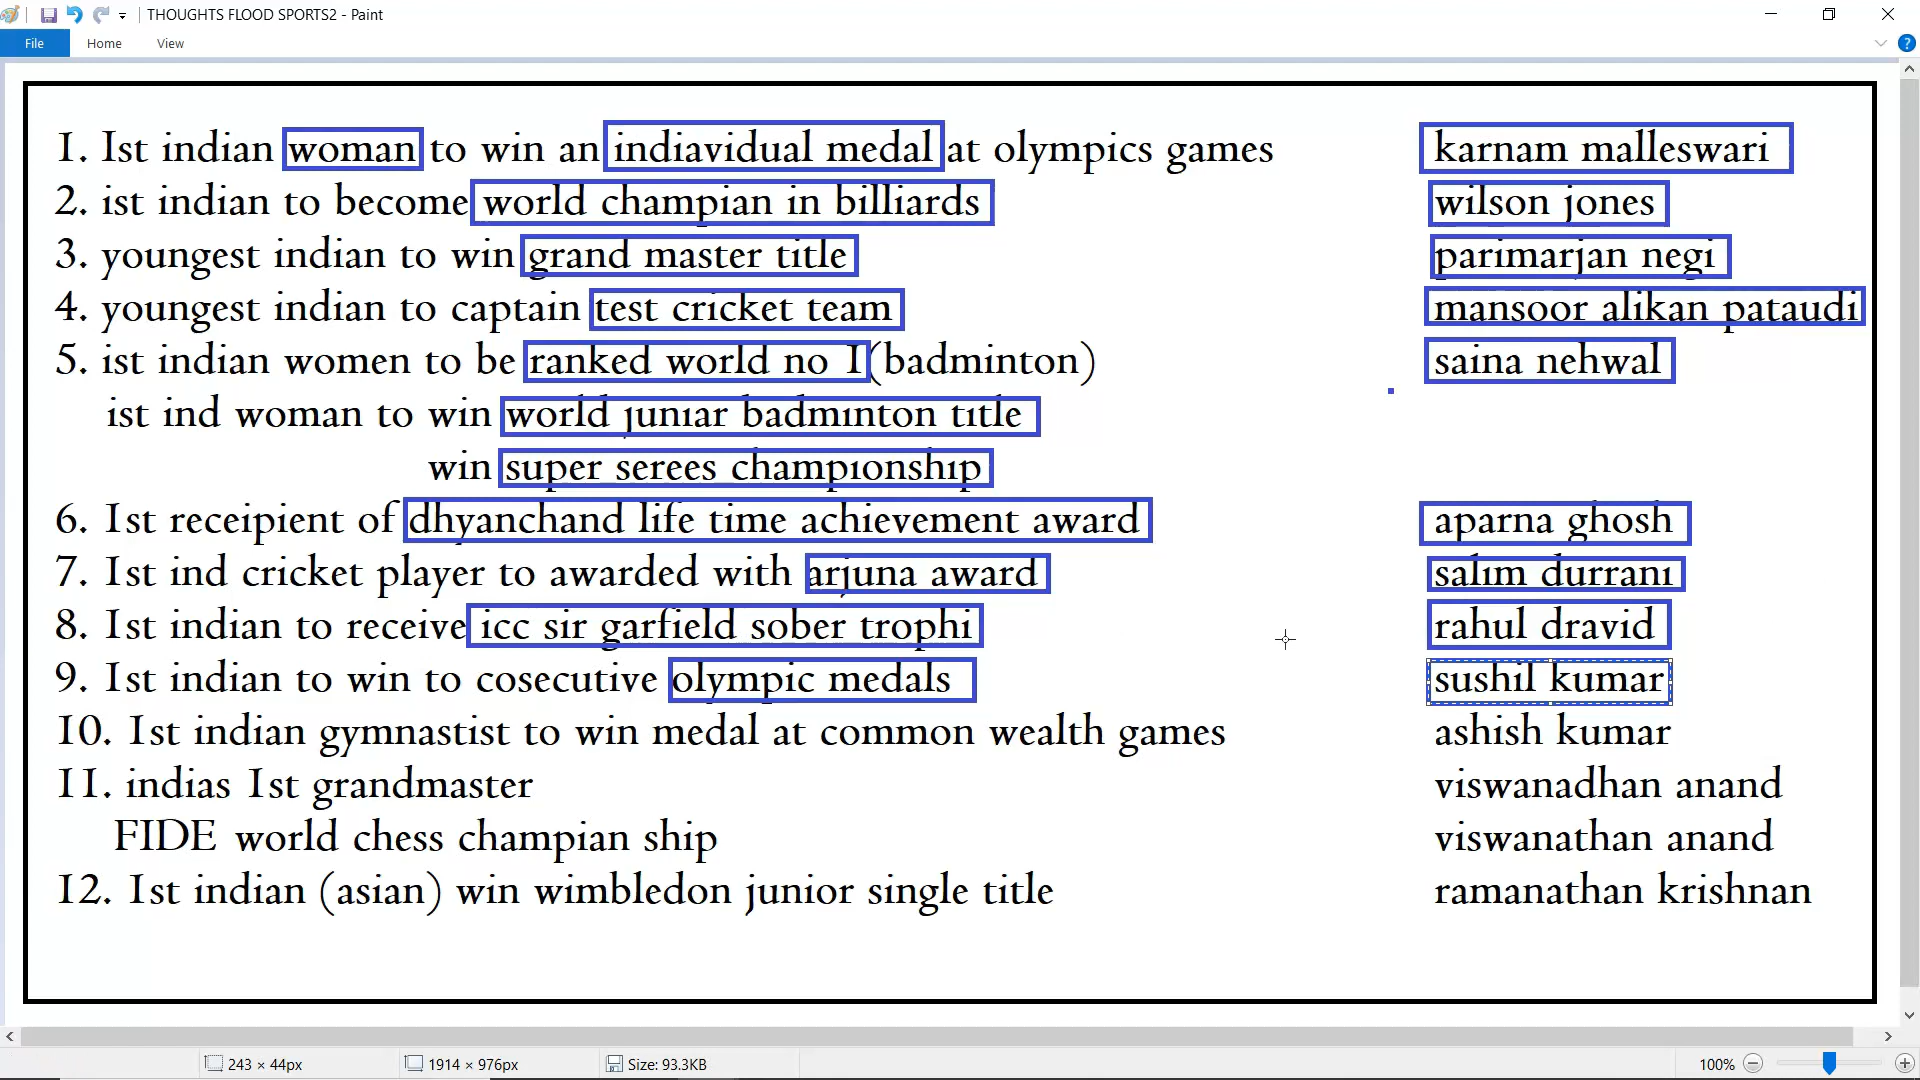 THOUGHTS FLOOD SPORTS2 - Paint
File Home View
1. Ist indian woman to win an indiavidual medal at olympics games karnam malleswari
2. ist indian to become world champian in billiards wilson jones
3. youngest indian to win grand master title parimarjan negi
4. youngest indian to captain test cricket team mansoor alikan pataudi
5. ist indian women to be ranked world no 1(badminton) saina nehwal
ist ind woman to win world juniar badminton title
win super serees championship
6. 1st receipient of dhyanchand life time achievement award aparna ghosh
7. 1st ind cricket player to awarded with arjuna award salim durrani
8. 1st indian to receive icc sir garfield sober trophi rahul dravid
9. 1st indian to win to cosecutive olympic medals sushil kumar
10. 1st indian gymnastist to win medal at common wealth games ashish kumar
11. indias 1st grandmaster viswanadhan anand
FIDE world chess champian ship viswanathan anand
12. 1st indian (asian) win wimbledon junior single title ramanathan krishnan
243 × 44px 1914 × 976px Size: 93.3KB 100%